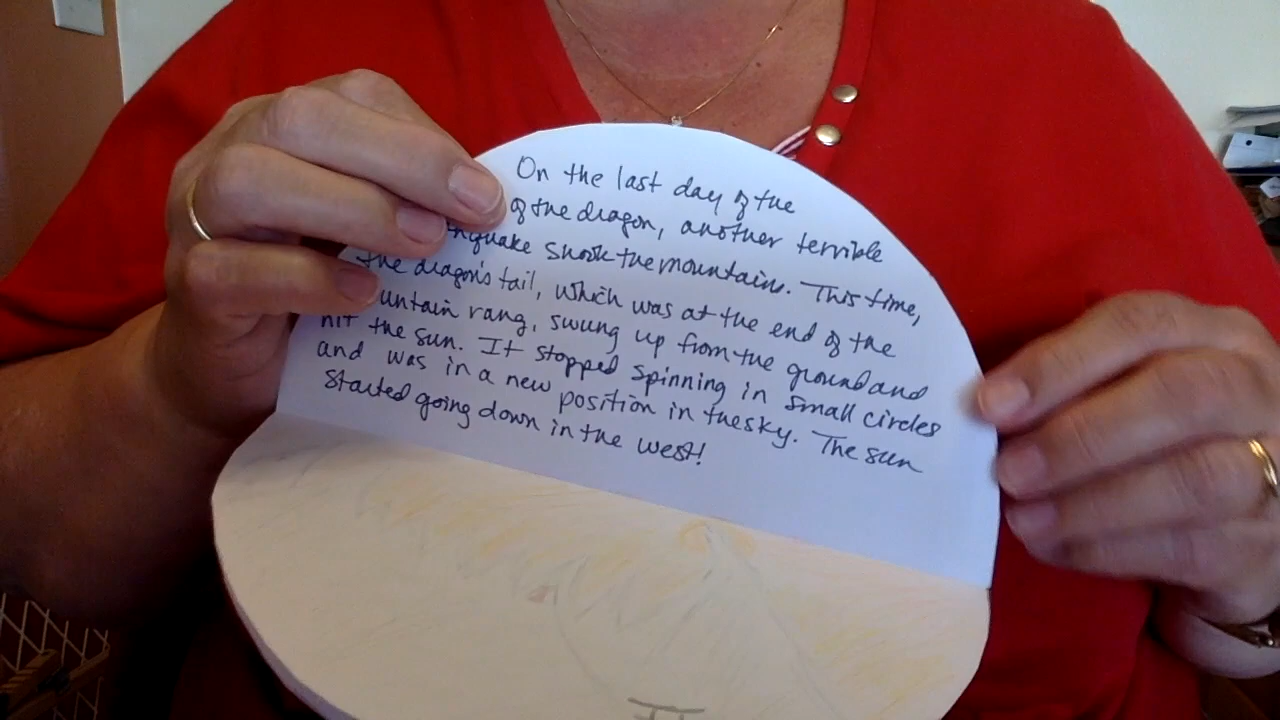 On the last day of the
of the dragon, another terrible
thquake shook the mountain. This time,
the dragon's tail, which was at the end of the
untain rang, swung up from the ground and
hit the sun. It stopped spinning in small circles
and was in a new position in the sky. The sun
started going down in the west!